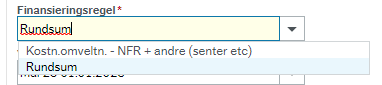 Finansieringsregel*
Rundsum
Kostn.omveltn. - NFR + andre (senter etc)
Rundsum